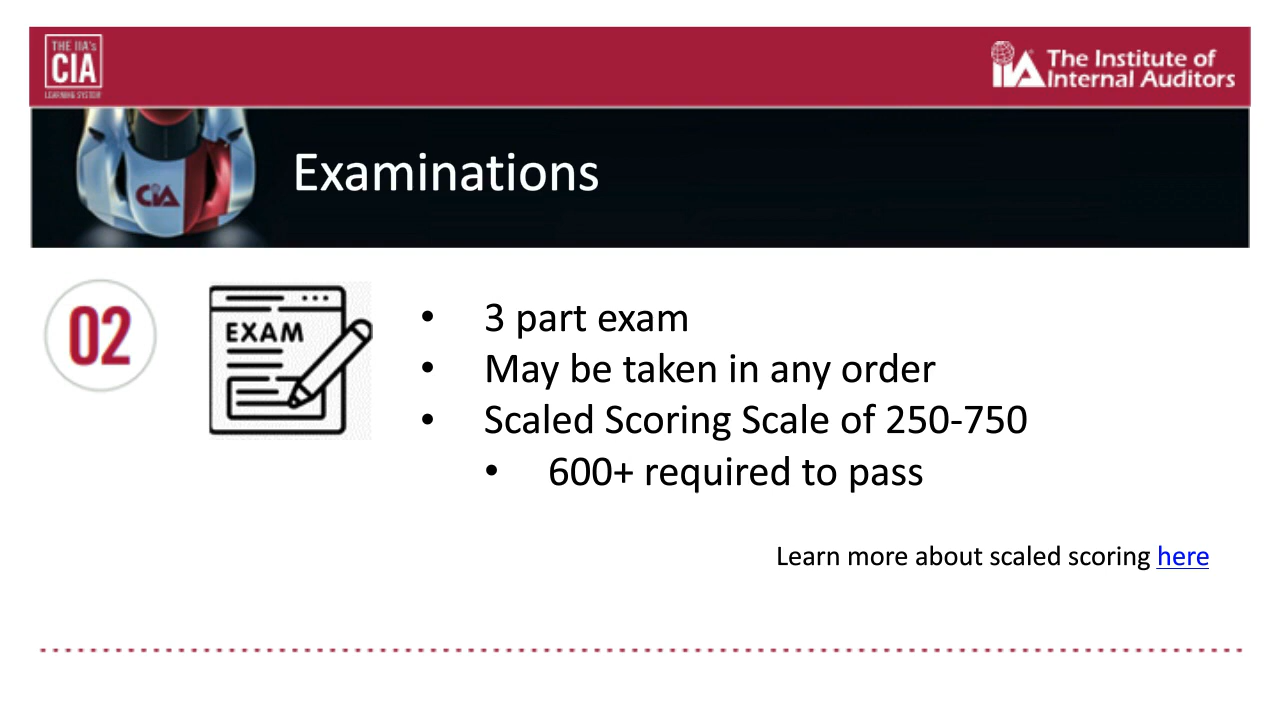 THE IIA's
CIA
LEARNING SYSTEM
The Institute of
Internal Auditors
IIA
CIA
Examinations
02
EXAM
• 3 part exam
• May be taken in any order
• Scaled Scoring Scale of 250-750
• 600+ required to pass
Learn more about scaled scoring here